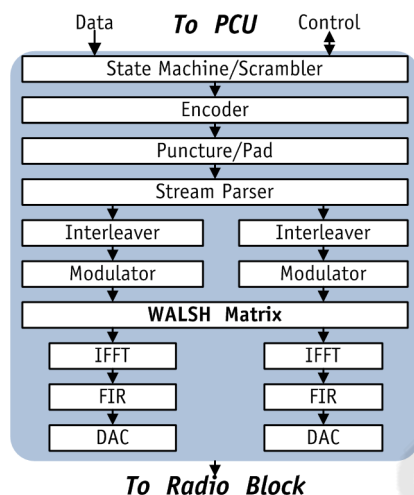 Data To PCU Control
State Machine/Scrambler
Encoder
Puncture/Pad
Stream Parser
Interleaver Interleaver
Modulator Modulator
WALSH Matrix
IFFT IFFT
FIR FIR
DAC DAC
To Radio Block